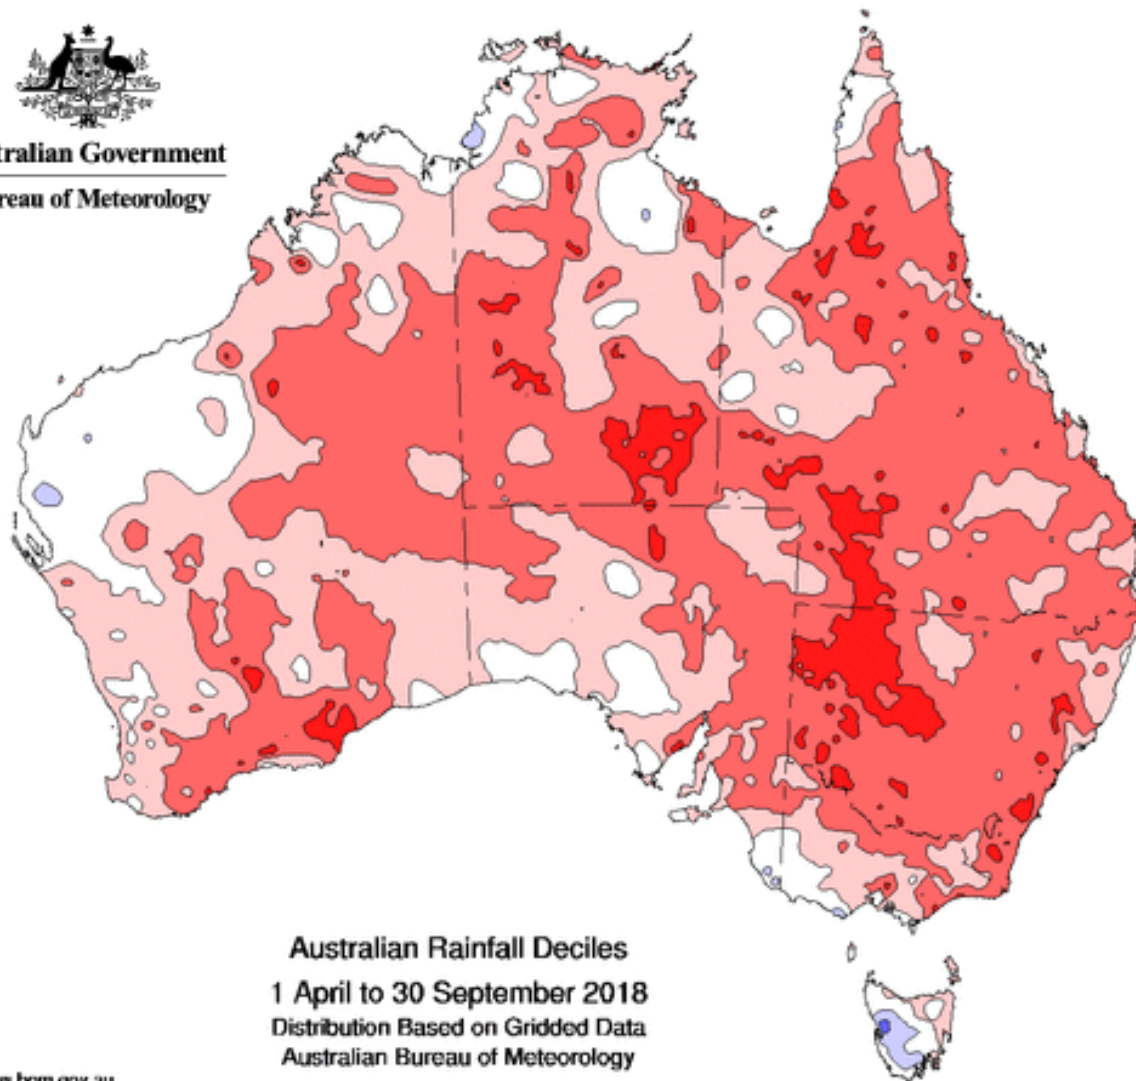 tralian Government
reau of Meteorology
Australian Rainfall Deciles
1 April to 30 September 2018
Distribution Based on Gridded Data
Australian Bureau of Meteorology